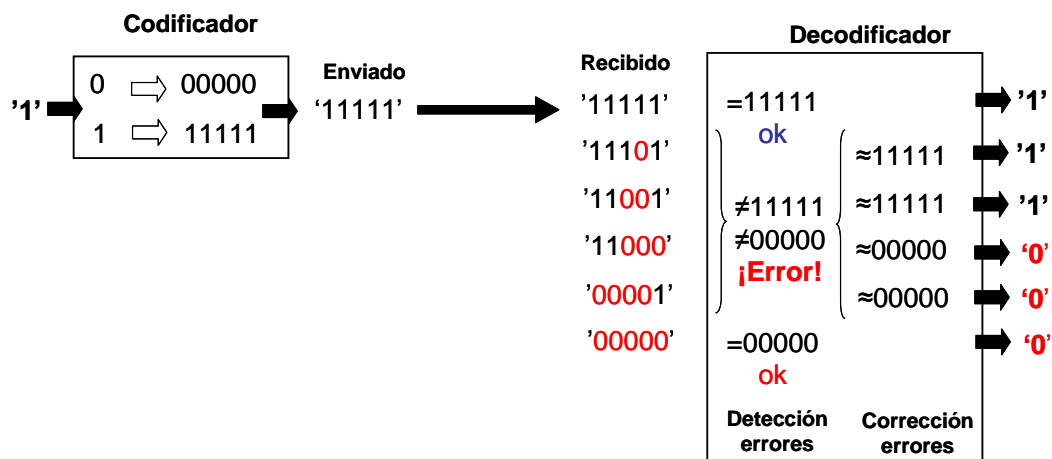 Codificador
Decodificador
0 00000
1 11111
'1'
Enviado
'11111'
Recibido
'11111' =11111 '1'
ok
'11101' ≈11111 '1'
'11001' ≠11111 ≈11111 '1'
'11000' ≠00000 ≈00000 '0'
¡Error!
'00001' ≈00000 '0'
'00000' =00000 '0'
ok
Detección errores
Corrección errores